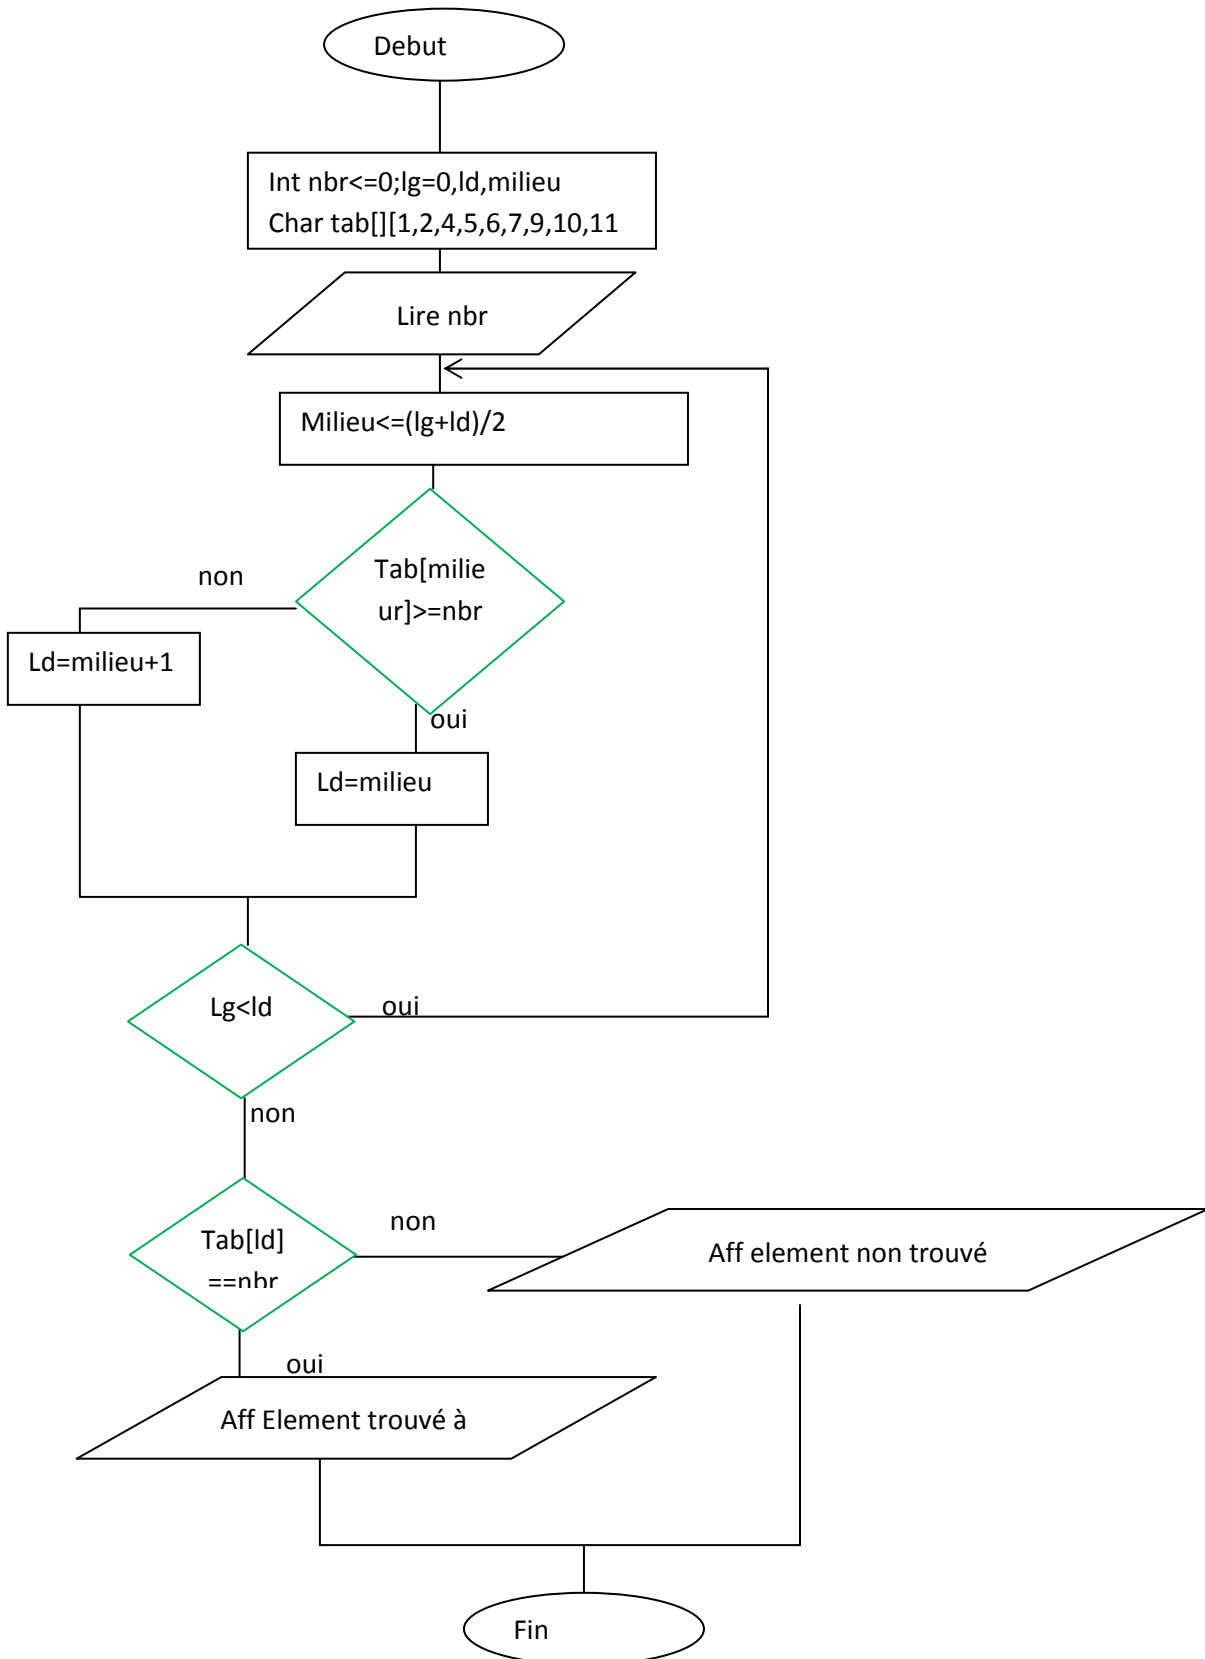 Debut
Int nbr<=0;lg=0,ld,milieu
Char tab[][1,2,4,5,6,7,9,10,11
Lire nbr
Milieu<=(lg+ld)/2
Tab[milie
ur]>=nbr
non
Ld=milieu+1
oui
Ld=milieu
Lg<ld
oui
non
Tab[ld]
==nbr
non
Aff element non trouvé
oui
Aff Element trouvé à
Fin